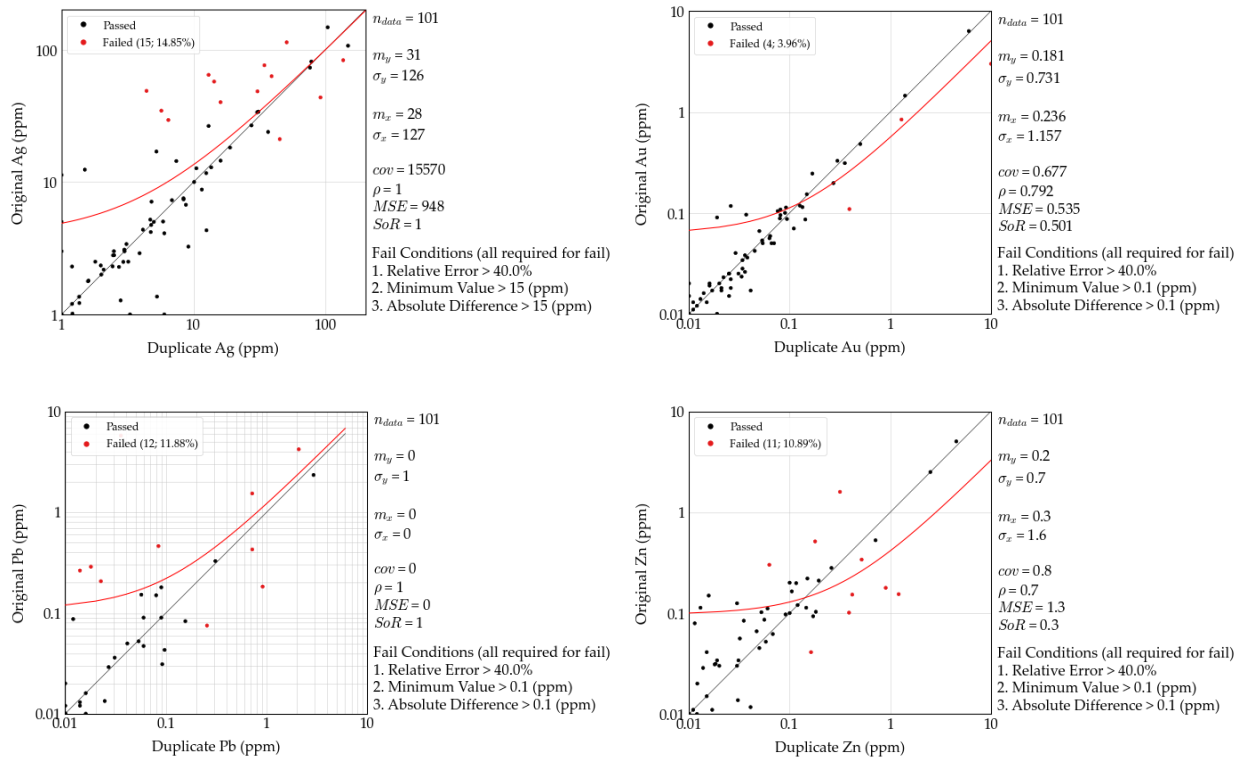 Passed
Failed (15; 14.85%)
100
10
1
1
10
100
Original Ag (ppm)
Duplicate Ag (ppm)
n_data = 101
m_y = 31
σ_y = 126
m_x = 28
σ_x = 127
cov = 15570
ρ = 1
MSE = 948
SoR = 1
Fail Conditions (all required for fail)
1. Relative Error > 40.0%
2. Minimum Value > 15 (ppm)
3. Absolute Difference > 15 (ppm)
Passed
Failed (4; 3.96%)
10
1
0.1
0.01
0.01
0.1
1
10
Original Au (ppm)
Duplicate Au (ppm)
n_data = 101
m_y = 0.181
σ_y = 0.731
m_x = 0.236
σ_x = 1.157
cov = 0.677
ρ = 0.792
MSE = 0.535
SoR = 0.501
Fail Conditions (all required for fail)
1. Relative Error > 40.0%
2. Minimum Value > 0.1 (ppm)
3. Absolute Difference > 0.1 (ppm)
Passed
Failed (12; 11.88%)
10
1
0.1
0.01
0.01
0.1
1
10
Original Pb (ppm)
Duplicate Pb (ppm)
n_data = 101
m_y = 0
σ_y = 1
m_x = 0
σ_x = 0
cov = 0
ρ = 1
MSE = 0
SoR = 1
Fail Conditions (all required for fail)
1. Relative Error > 40.0%
2. Minimum Value > 0.1 (ppm)
3. Absolute Difference > 0.1 (ppm)
Passed
Failed (11; 10.89%)
10
1
0.1
0.01
0.01
0.1
1
10
Original Zn (ppm)
Duplicate Zn (ppm)
n_data = 101
m_y = 0.2
σ_y = 0.7
m_x = 0.3
σ_x = 1.6
cov = 0.8
ρ = 0.7
MSE = 1.3
SoR = 0.3
Fail Conditions (all required for fail)
1. Relative Error > 40.0%
2. Minimum Value > 0.1 (ppm)
3. Absolute Difference > 0.1 (ppm)